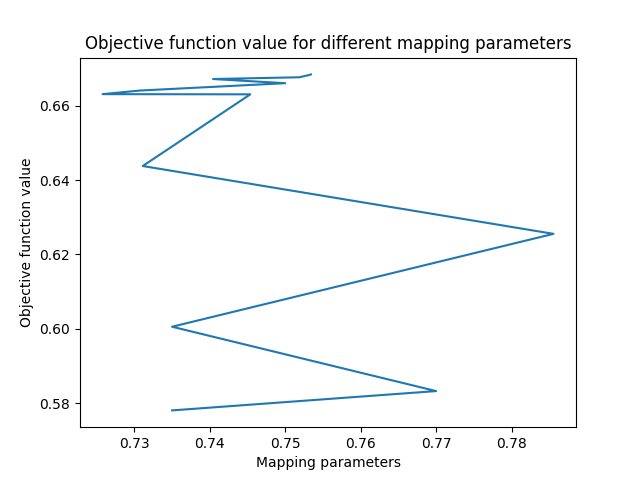 Objective function value for different mapping parameters
Objective function value
0.66
0.64
0.62
0.60
0.58
0.73 0.74 0.75 0.76 0.77 0.78
Mapping parameters